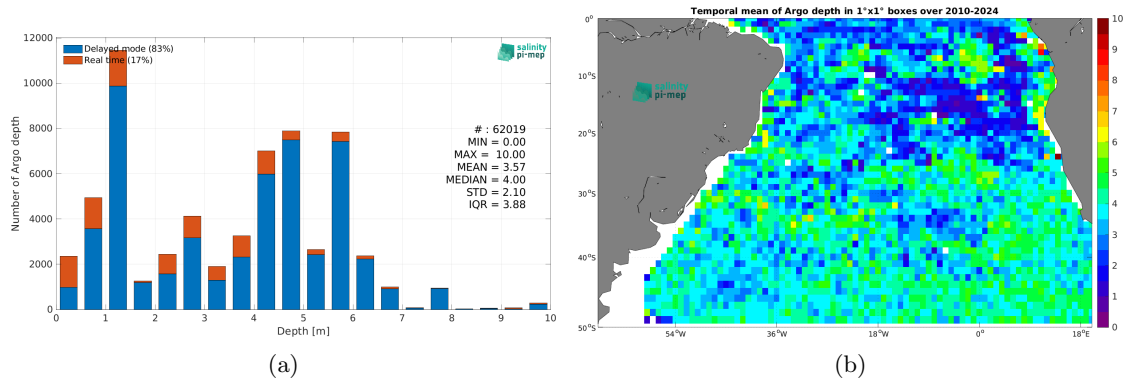 Delayed mode (83%)
Real time (17%)
salinity
pi-mep
# : 62019
MIN = 0.00
MAX = 10.00
MEAN = 3.57
MEDIAN = 4.00
STD = 2.10
IQR = 3.88
Number of Argo depth
12000
10000
8000
6000
4000
2000
0
0 1 2 3 4 5 6 7 8 9 10
Depth [m]
(a)
Temporal mean of Argo depth in 1°x1° boxes over 2010-2024
salinity
pi-mep
0°
10°S
20°S
30°S
40°S
50°S
54°W 36°W 18°W 0° 18°E
10
9
8
7
6
5
4
3
2
1
0
(b)